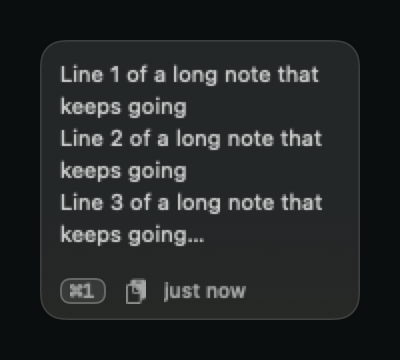 Line 1 of a long note that
keeps going
Line 2 of a long note that
keeps going
Line 3 of a long note that
keeps going...
⌘1 just now